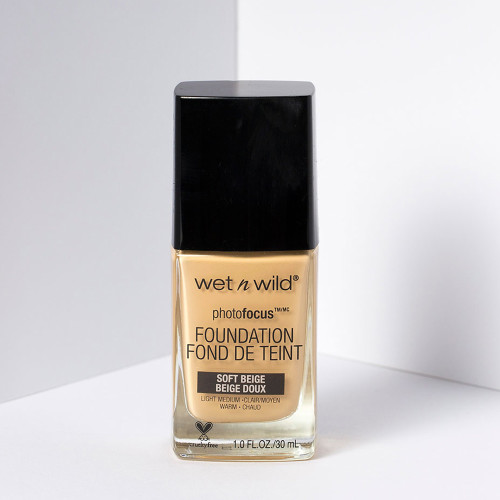 wet n wild®
photofocus™/MC
FOUNDATION
FOND DE TEINT
SOFT BEIGE
BEIGE DOUX
LIGHT MEDIUM • CLAIR/MOYEN
WARM • CHAUD
crueltyfree
1.0 FL.OZ./30 mL